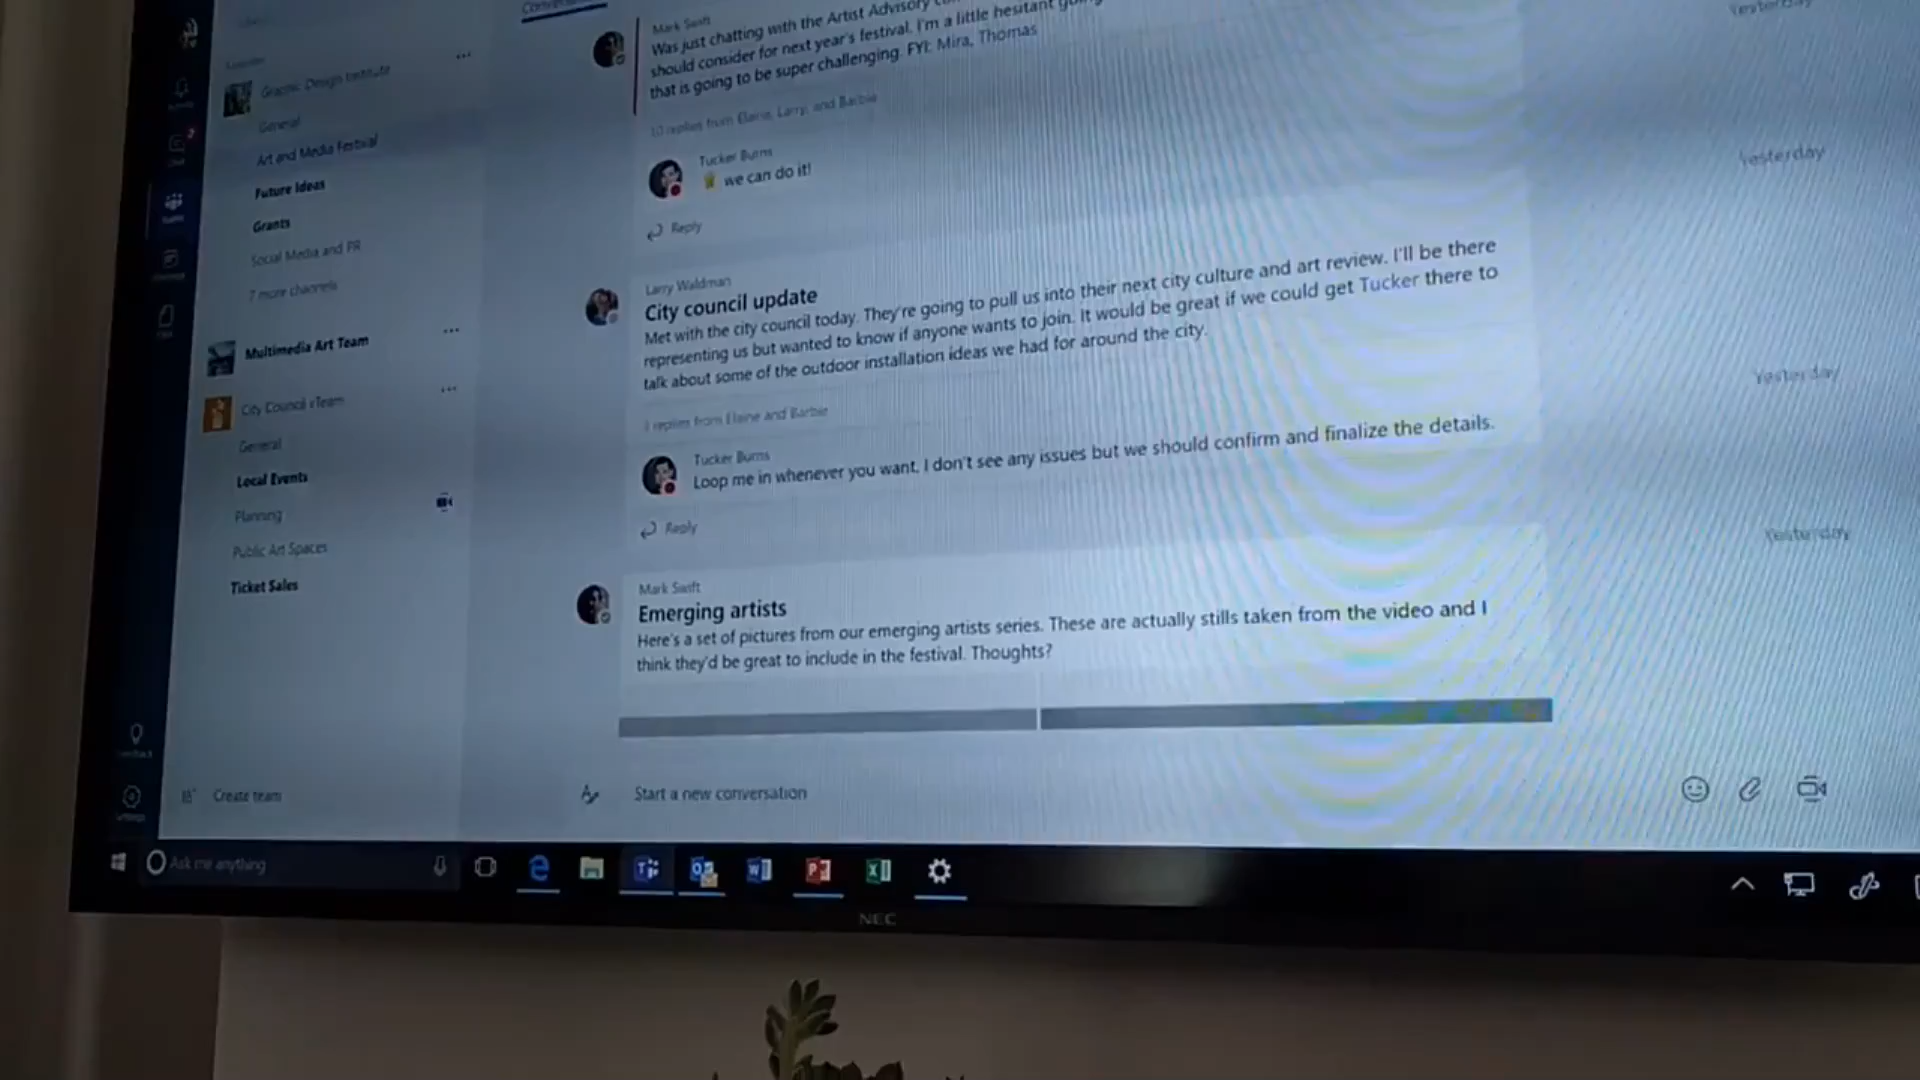 Graphic Design Institute
General
Art and Media Festival
Future Ideas
Grants
Social Media and PR
7 more channels
Multimedia Art Team
City Council vTeam
General
Local Events
Planning
Public Art Spaces
Ticket Sales
Create team
Mark Swift
Was just chatting with the Artist Advisory
should consider for next year's festival. I'm a little hesitant
that is going to be super challenging. FYI: Mira, Thomas
10 replies from Elaine, Larry, and Barbie
Tucker Burns
we can do it!
Reply
Yesterday
Yesterday
Larry Waldman
City council update
Met with the city council today. They're going to pull us into their next city culture and art review. I'll be there
representing us but wanted to know if anyone wants to join. It would be great if we could get Tucker there to
talk about some of the outdoor installation ideas we had for around the city.
replies from Elaine and Barbie
Yesterday
Tucker Burns
Loop me in whenever you want. I don't see any issues but we should confirm and finalize the details.
Reply
Yesterday
Mark Swift
Emerging artists
Here's a set of pictures from our emerging artists series. These are actually stills taken from the video and I
think they'd be great to include in the festival. Thoughts?
Start a new conversation
Ask me anything
NEC